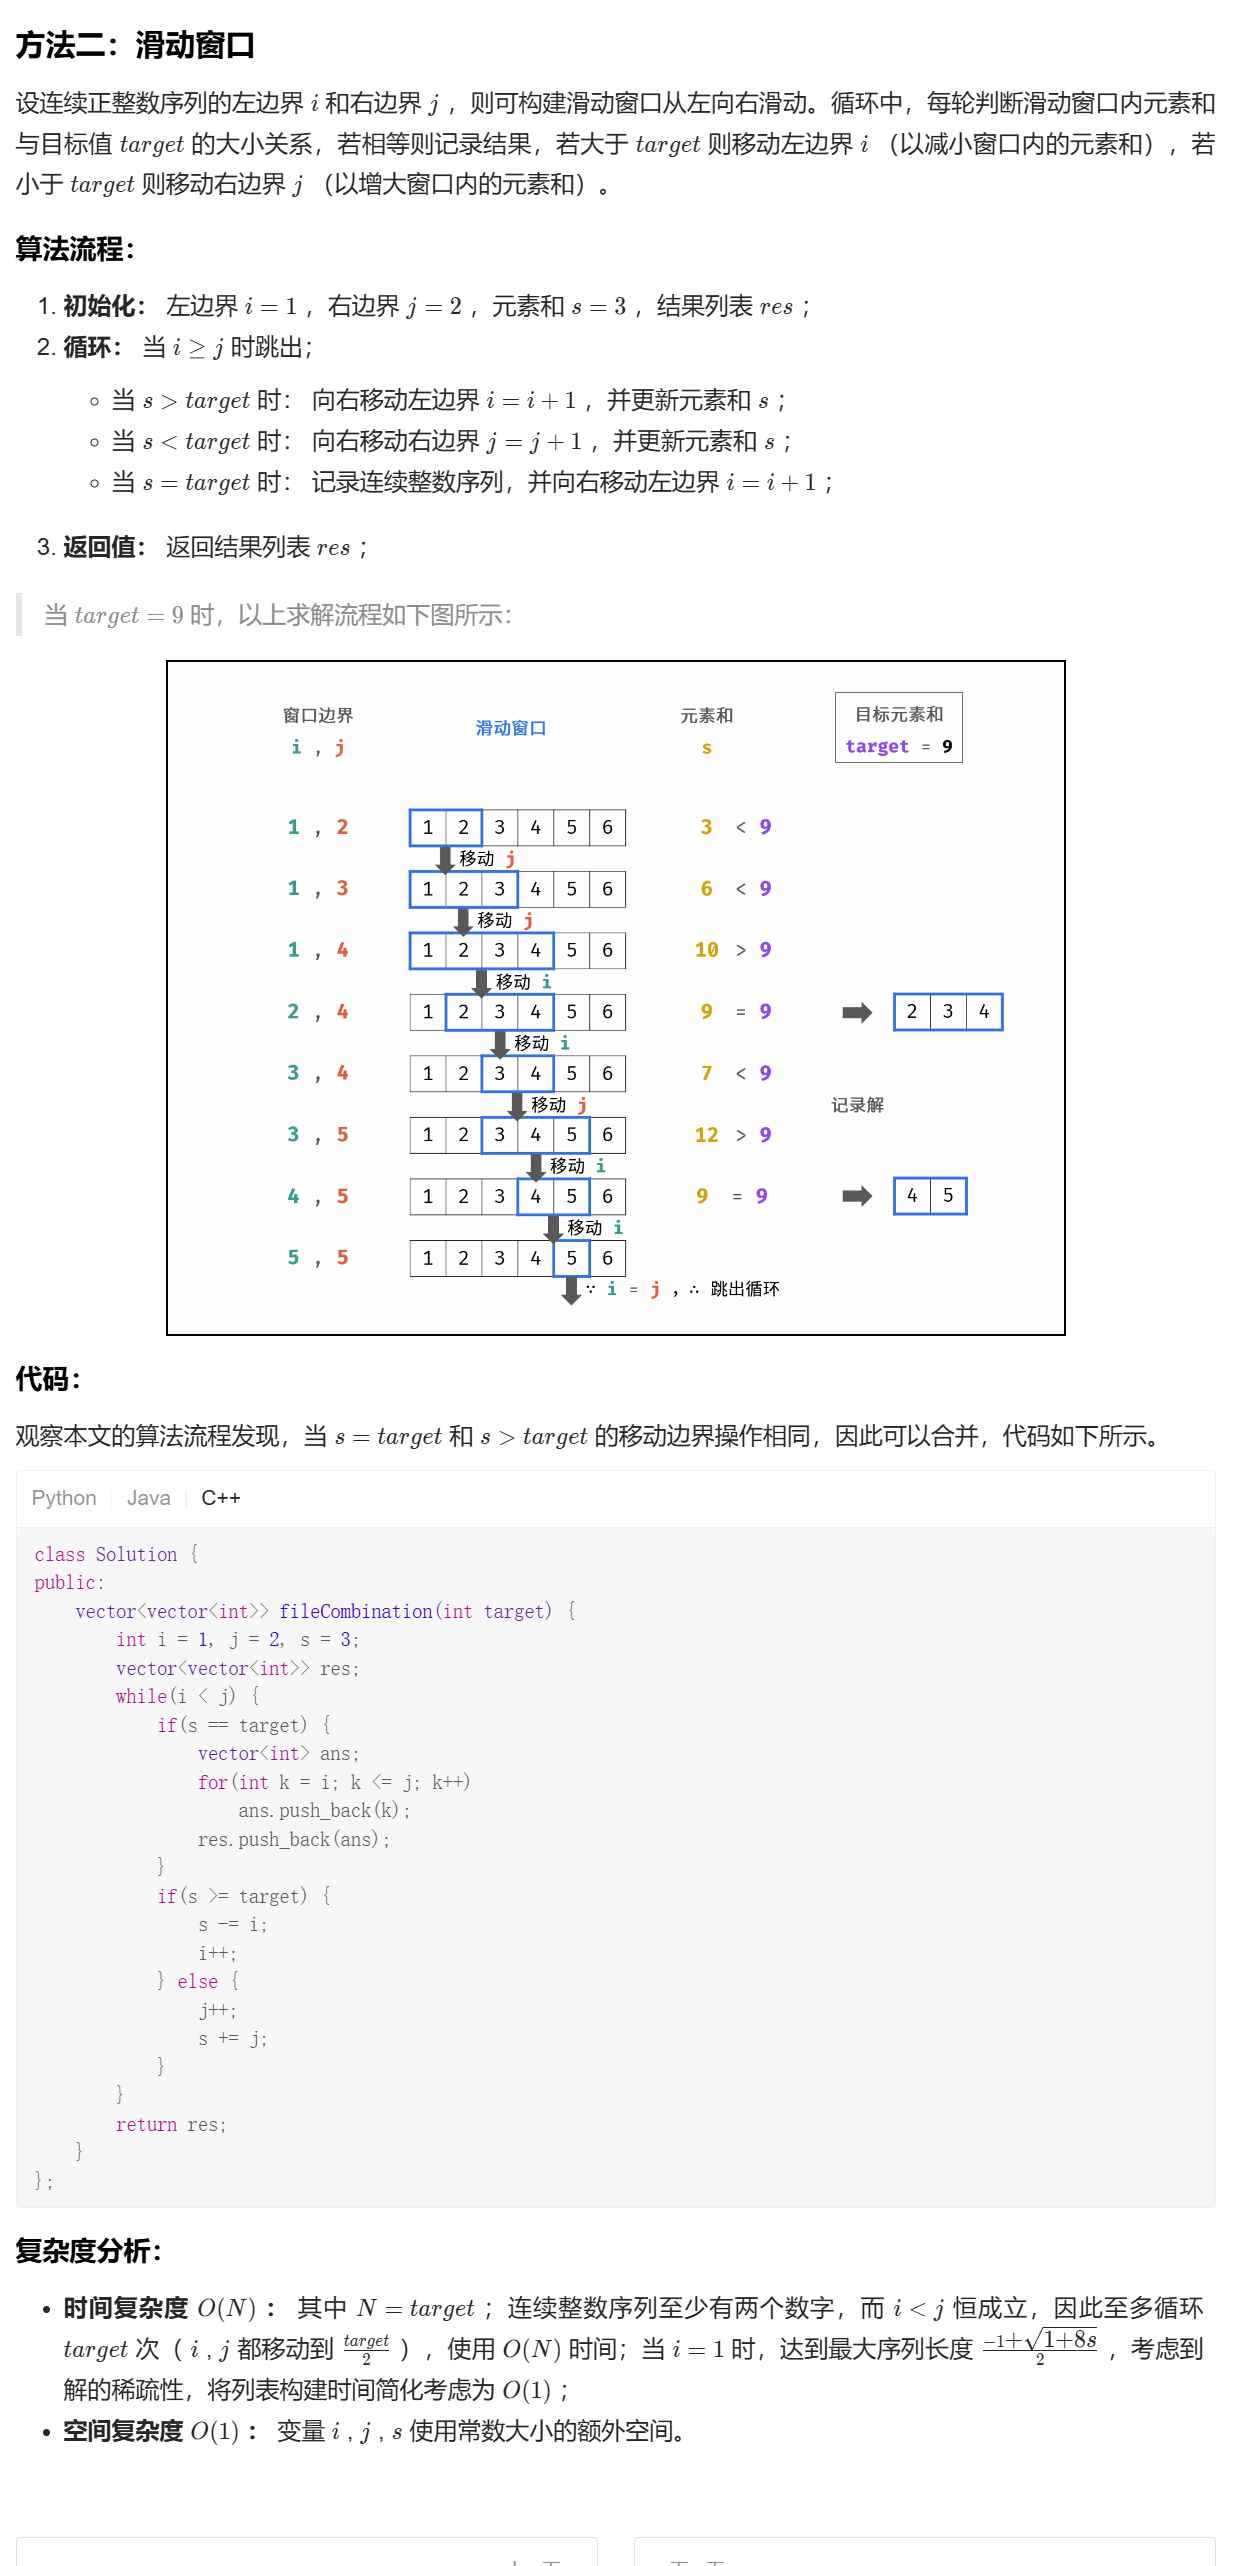 方法二：滑动窗口
设连续正整数序列的左边界 i 和右边界 j ，则可构建滑动窗口从左向右滑动。循环中，每轮判断滑动窗口内元素和
与目标值 target 的大小关系，若相等则记录结果，若大于 target 则移动左边界 i （以减小窗口内的元素和），若
小于 target 则移动右边界 j （以增大窗口内的元素和）。
算法流程：
1. 初始化： 左边界 i = 1 ，右边界 j = 2 ，元素和 s = 3 ，结果列表 res ；
2. 循环： 当 i ≥ j 时跳出；
◦ 当 s > target 时： 向右移动左边界 i = i + 1 ，并更新元素和 s ；
◦ 当 s < target 时： 向右移动右边界 j = j + 1 ，并更新元素和 s ；
◦ 当 s = target 时： 记录连续整数序列，并向右移动左边界 i = i + 1 ；
3. 返回值： 返回结果列表 res ；
当 target = 9 时，以上求解流程如下图所示：
窗口边界 滑动窗口 元素和 目标元素和
i , j s target = 9
1 , 2 1 2 3 4 5 6 3 < 9
移动 j
1 , 3 1 2 3 4 5 6 6 < 9
移动 j
1 , 4 1 2 3 4 5 6 10 > 9
移动 i
2 , 4 1 2 3 4 5 6 9 = 9 2 3 4
移动 i
3 , 4 1 2 3 4 5 6 7 < 9
移动 j 记录解
3 , 5 1 2 3 4 5 6 12 > 9
移动 i
4 , 5 1 2 3 4 5 6 9 = 9 4 5
移动 i
5 , 5 1 2 3 4 5 6
∵ i = j ，∴ 跳出循环
代码：
观察本文的算法流程发现，当 s = target 和 s > target 的移动边界操作相同，因此可以合并，代码如下所示。
Python Java C++
class Solution {
public:
    vector<vector<int>> fileCombination(int target) {
        int i = 1, j = 2, s = 3;
        vector<vector<int>> res;
        while(i < j) {
            if(s == target) {
                vector<int> ans;
                for(int k = i; k <= j; k++)
                    ans.push_back(k);
                res.push_back(ans);
            }
            if(s >= target) {
                s -= i;
                i++;
            } else {
                j++;
                s += j;
            }
        }
        return res;
    }
};
复杂度分析：
• 时间复杂度 O(N) ： 其中 N = target ；连续整数序列至少有两个数字，而 i < j 恒成立，因此至多循环
target 次（ i , j 都移动到 target/2 ），使用 O(N) 时间；当 i = 1 时，达到最大序列长度 (−1+√(1+8s))/2 ，考虑到
解的稀疏性，将列表构建时间简化考虑为 O(1) ；
• 空间复杂度 O(1) ： 变量 i , j , s 使用常数大小的额外空间。